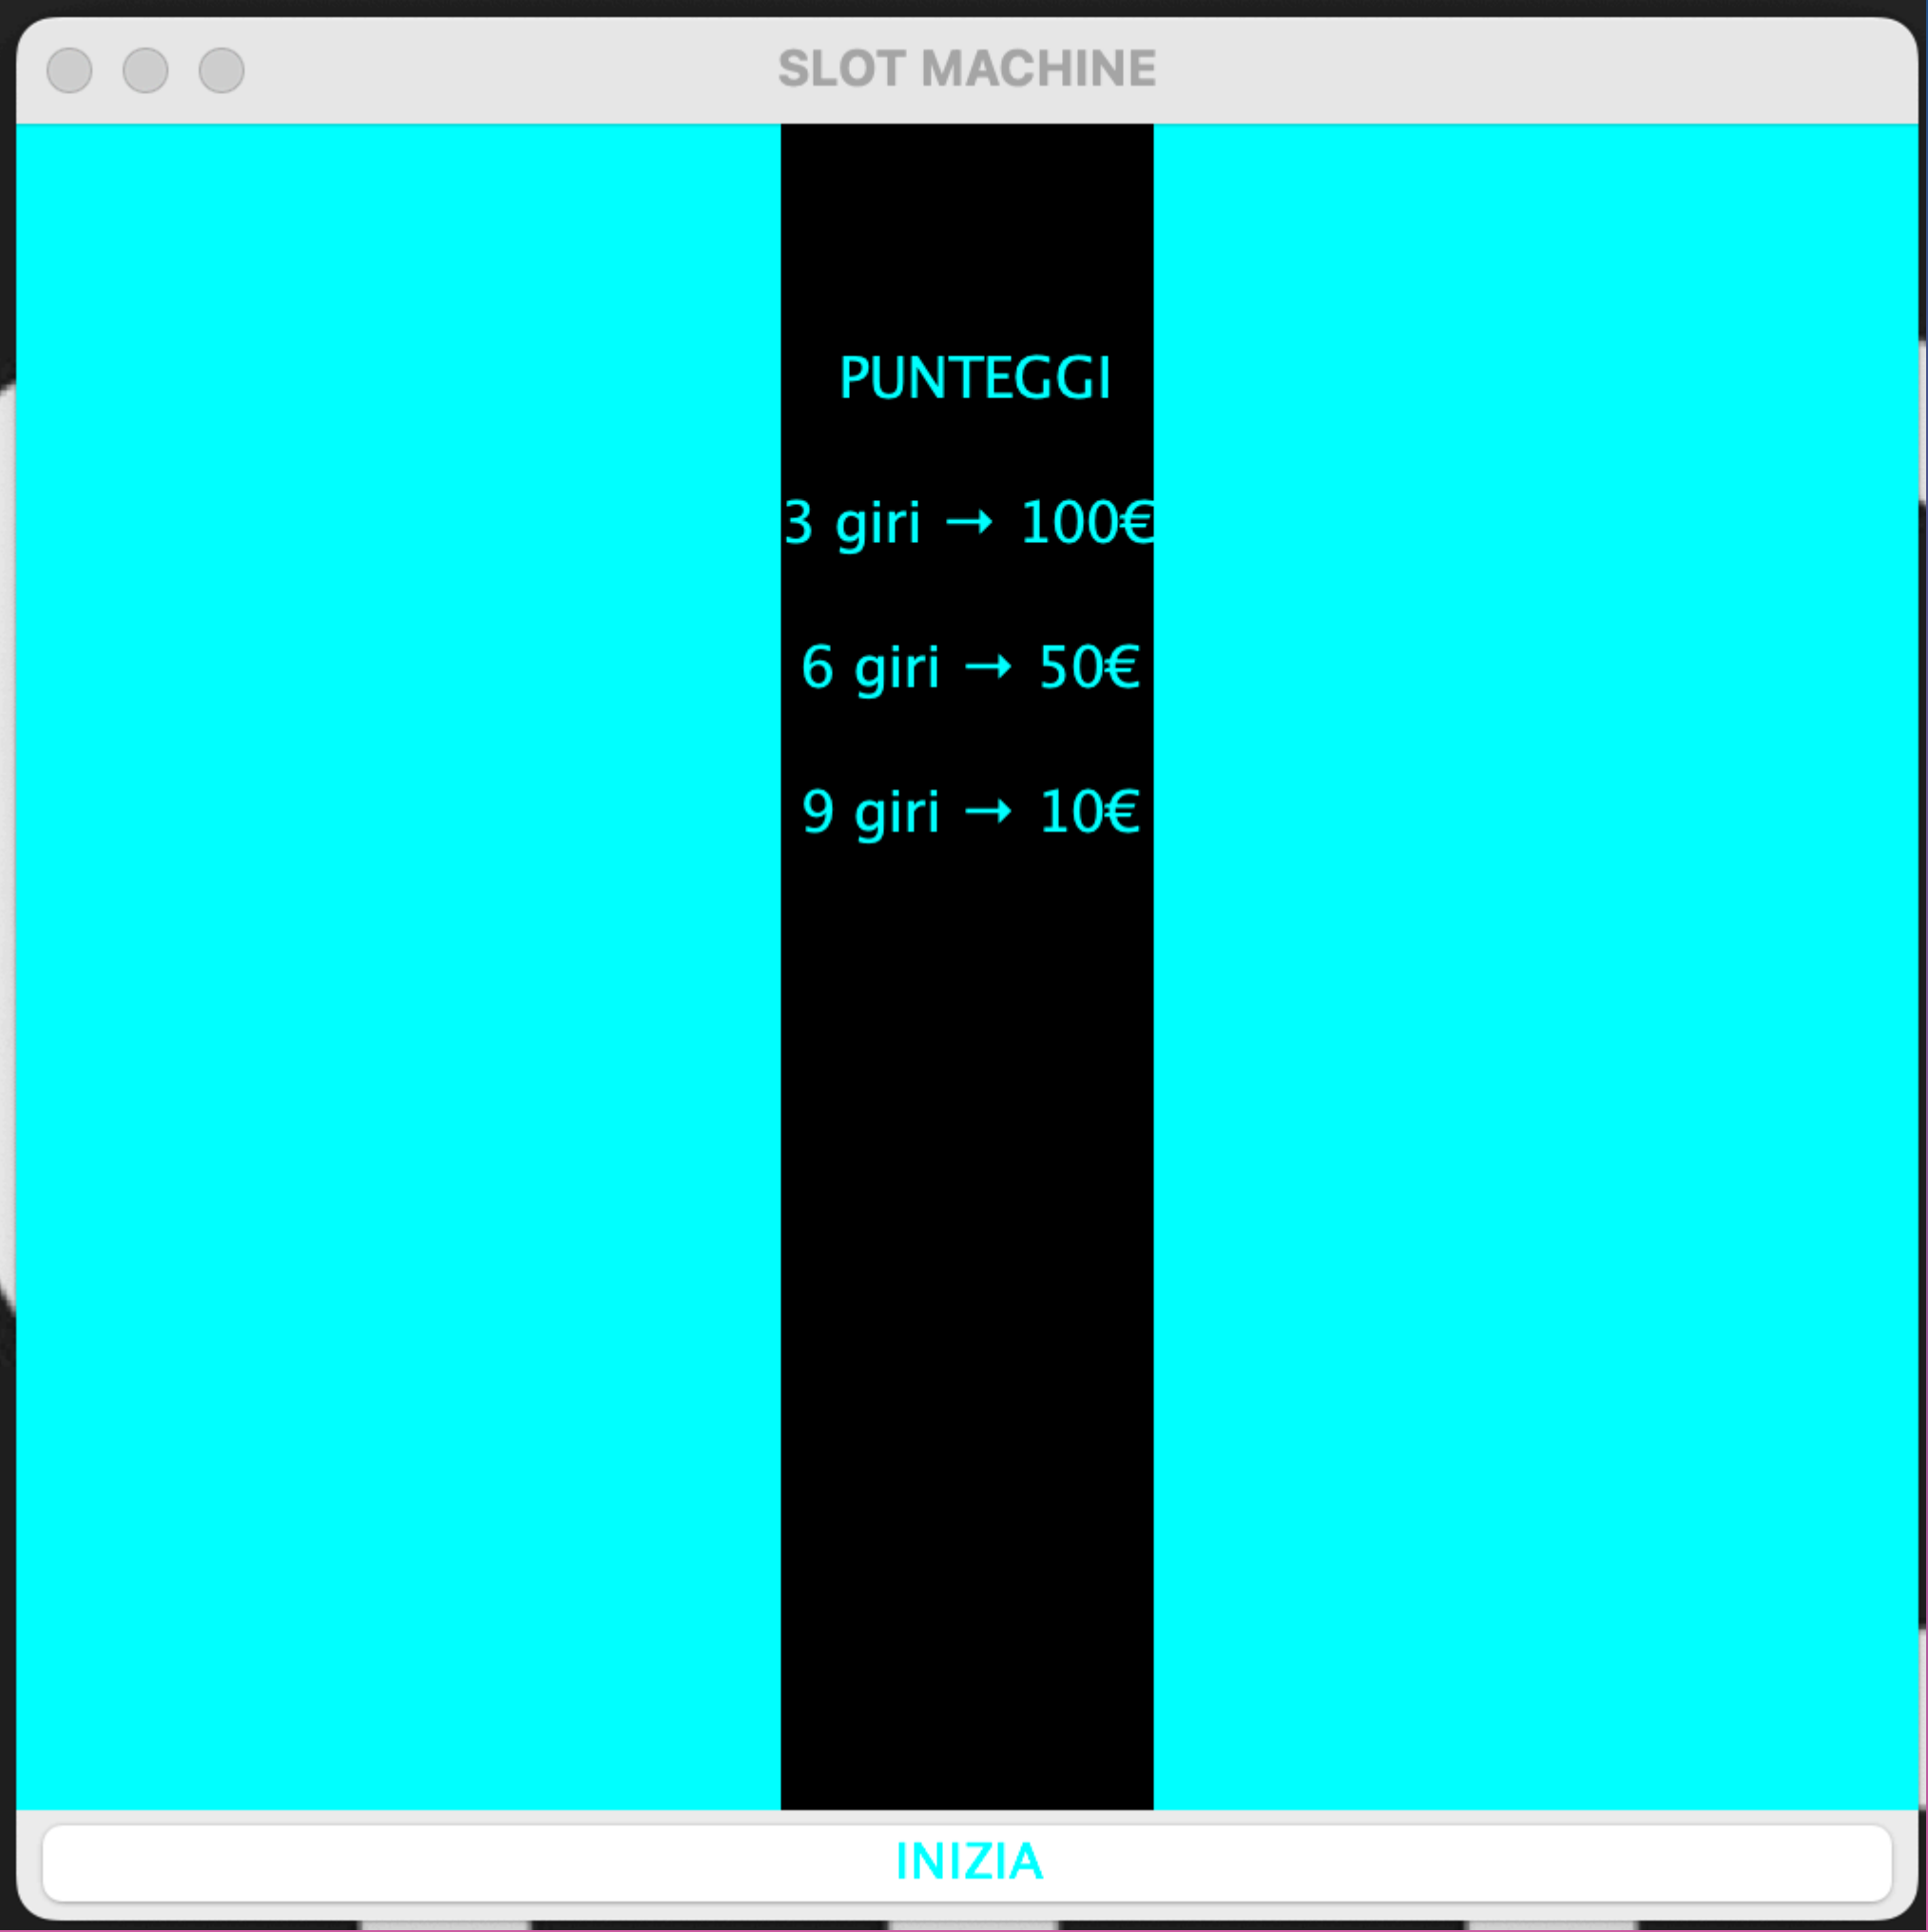 SLOT MACHINE
PUNTEGGI
3 giri → 100€
6 giri → 50€
9 giri → 10€
INIZIA